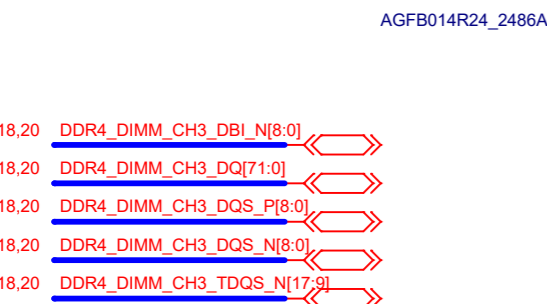 AGFB014R24_2486A
18,20 DDR4_DIMM_CH3_DBI_N[8:0]
18,20 DDR4_DIMM_CH3_DQ[71:0]
18,20 DDR4_DIMM_CH3_DQS_P[8:0]
18,20 DDR4_DIMM_CH3_DQS_N[8:0]
18,20 DDR4_DIMM_CH3_TDQS_N[17:9]